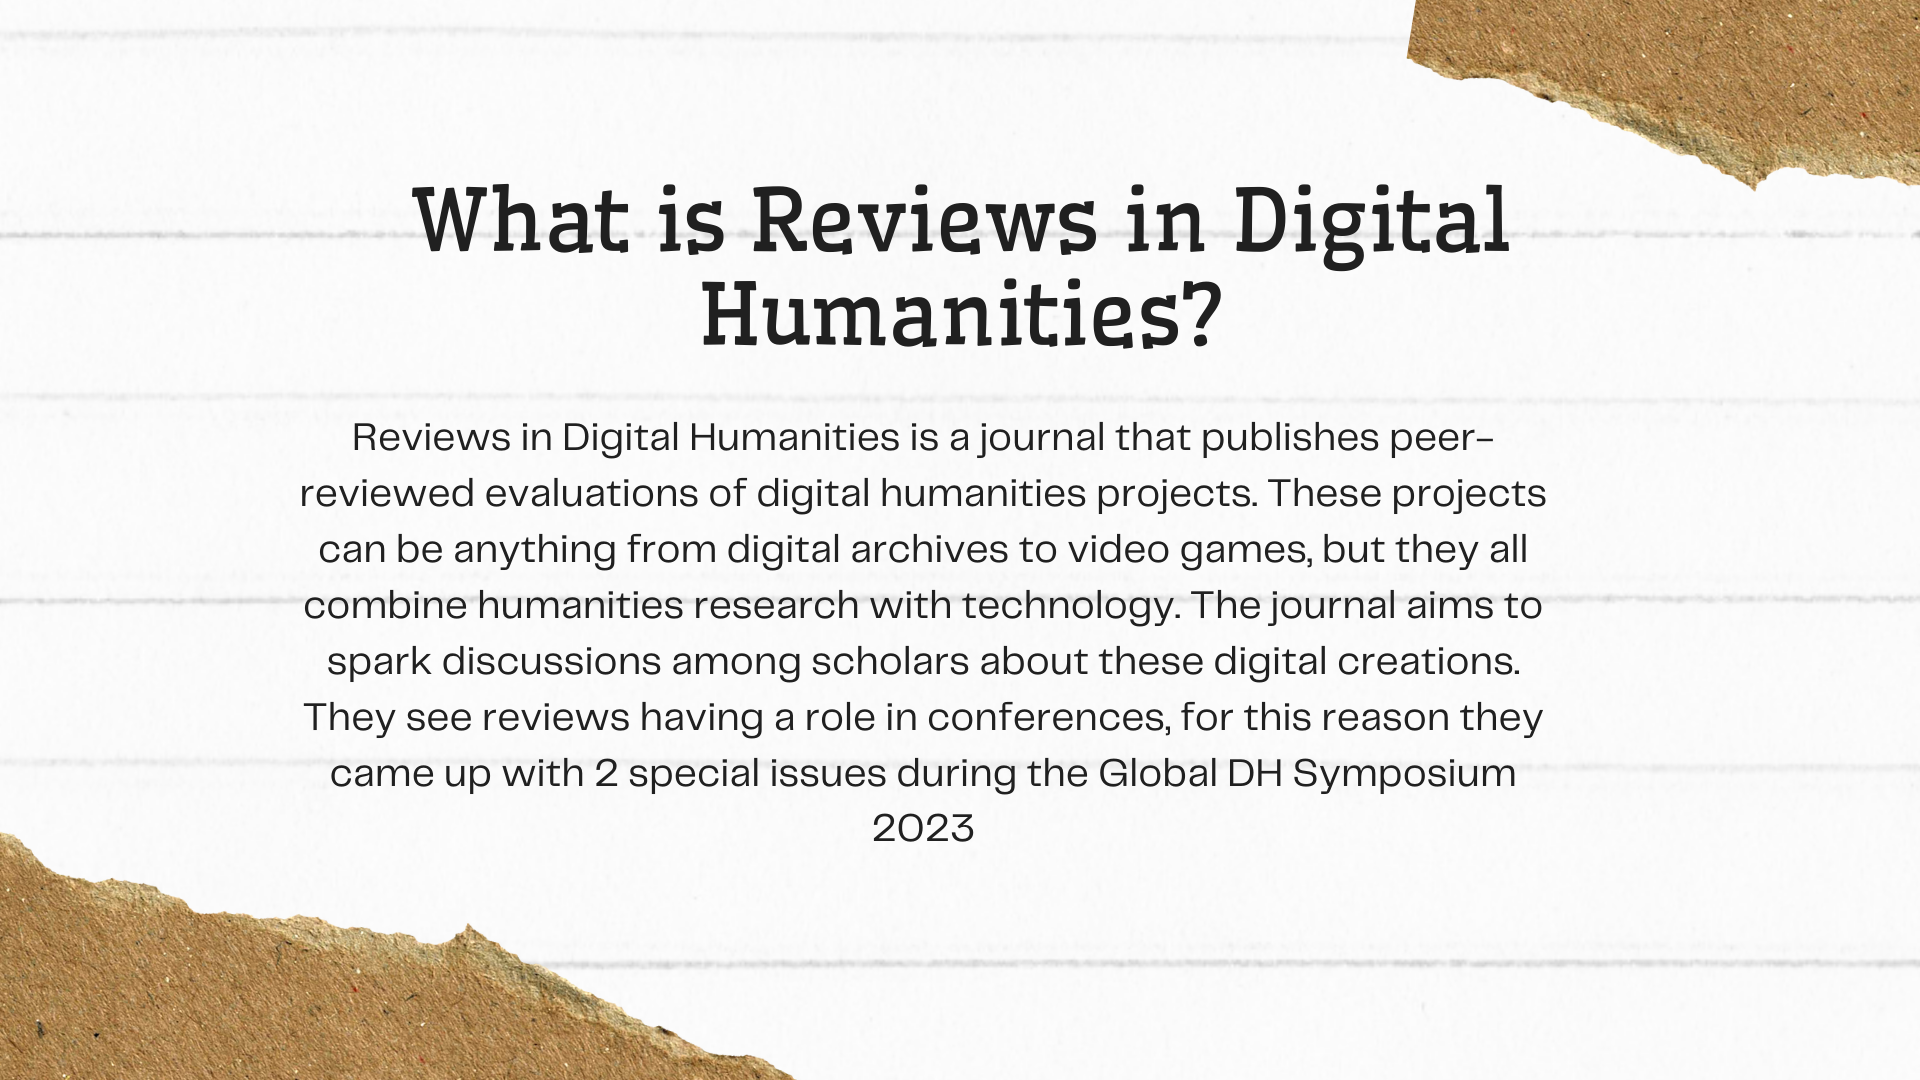 What is Reviews in Digital
Humanities?
Reviews in Digital Humanities is a journal that publishes peer-
reviewed evaluations of digital humanities projects. These projects
can be anything from digital archives to video games, but they all
combine humanities research with technology. The journal aims to
spark discussions among scholars about these digital creations.
They see reviews having a role in conferences, for this reason they
came up with 2 special issues during the Global DH Symposium
2023